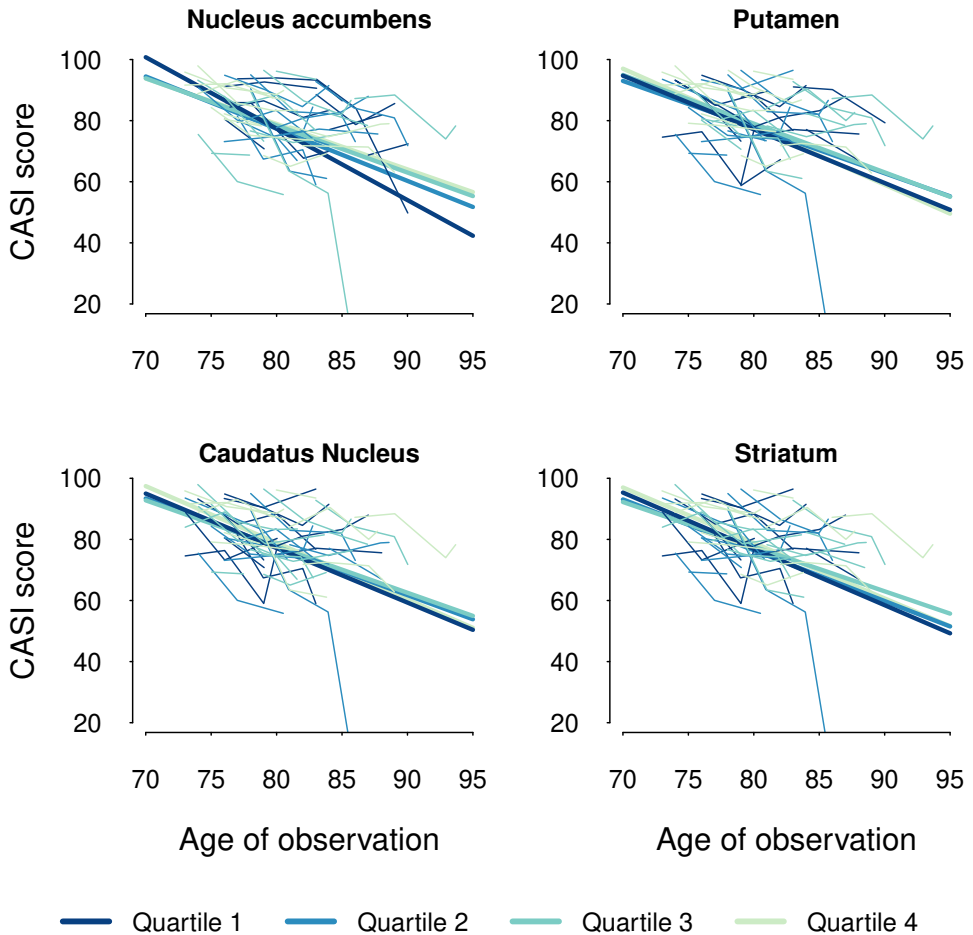 Nucleus accumbens
Putamen
CASI score
100
80
60
40
20
70 75 80 85 90 95
100
80
60
40
20
70 75 80 85 90 95
Caudatus Nucleus
Striatum
CASI score
100
80
60
40
20
70 75 80 85 90 95
Age of observation
100
80
60
40
20
70 75 80 85 90 95
Age of observation
Quartile 1 Quartile 2 Quartile 3 Quartile 4